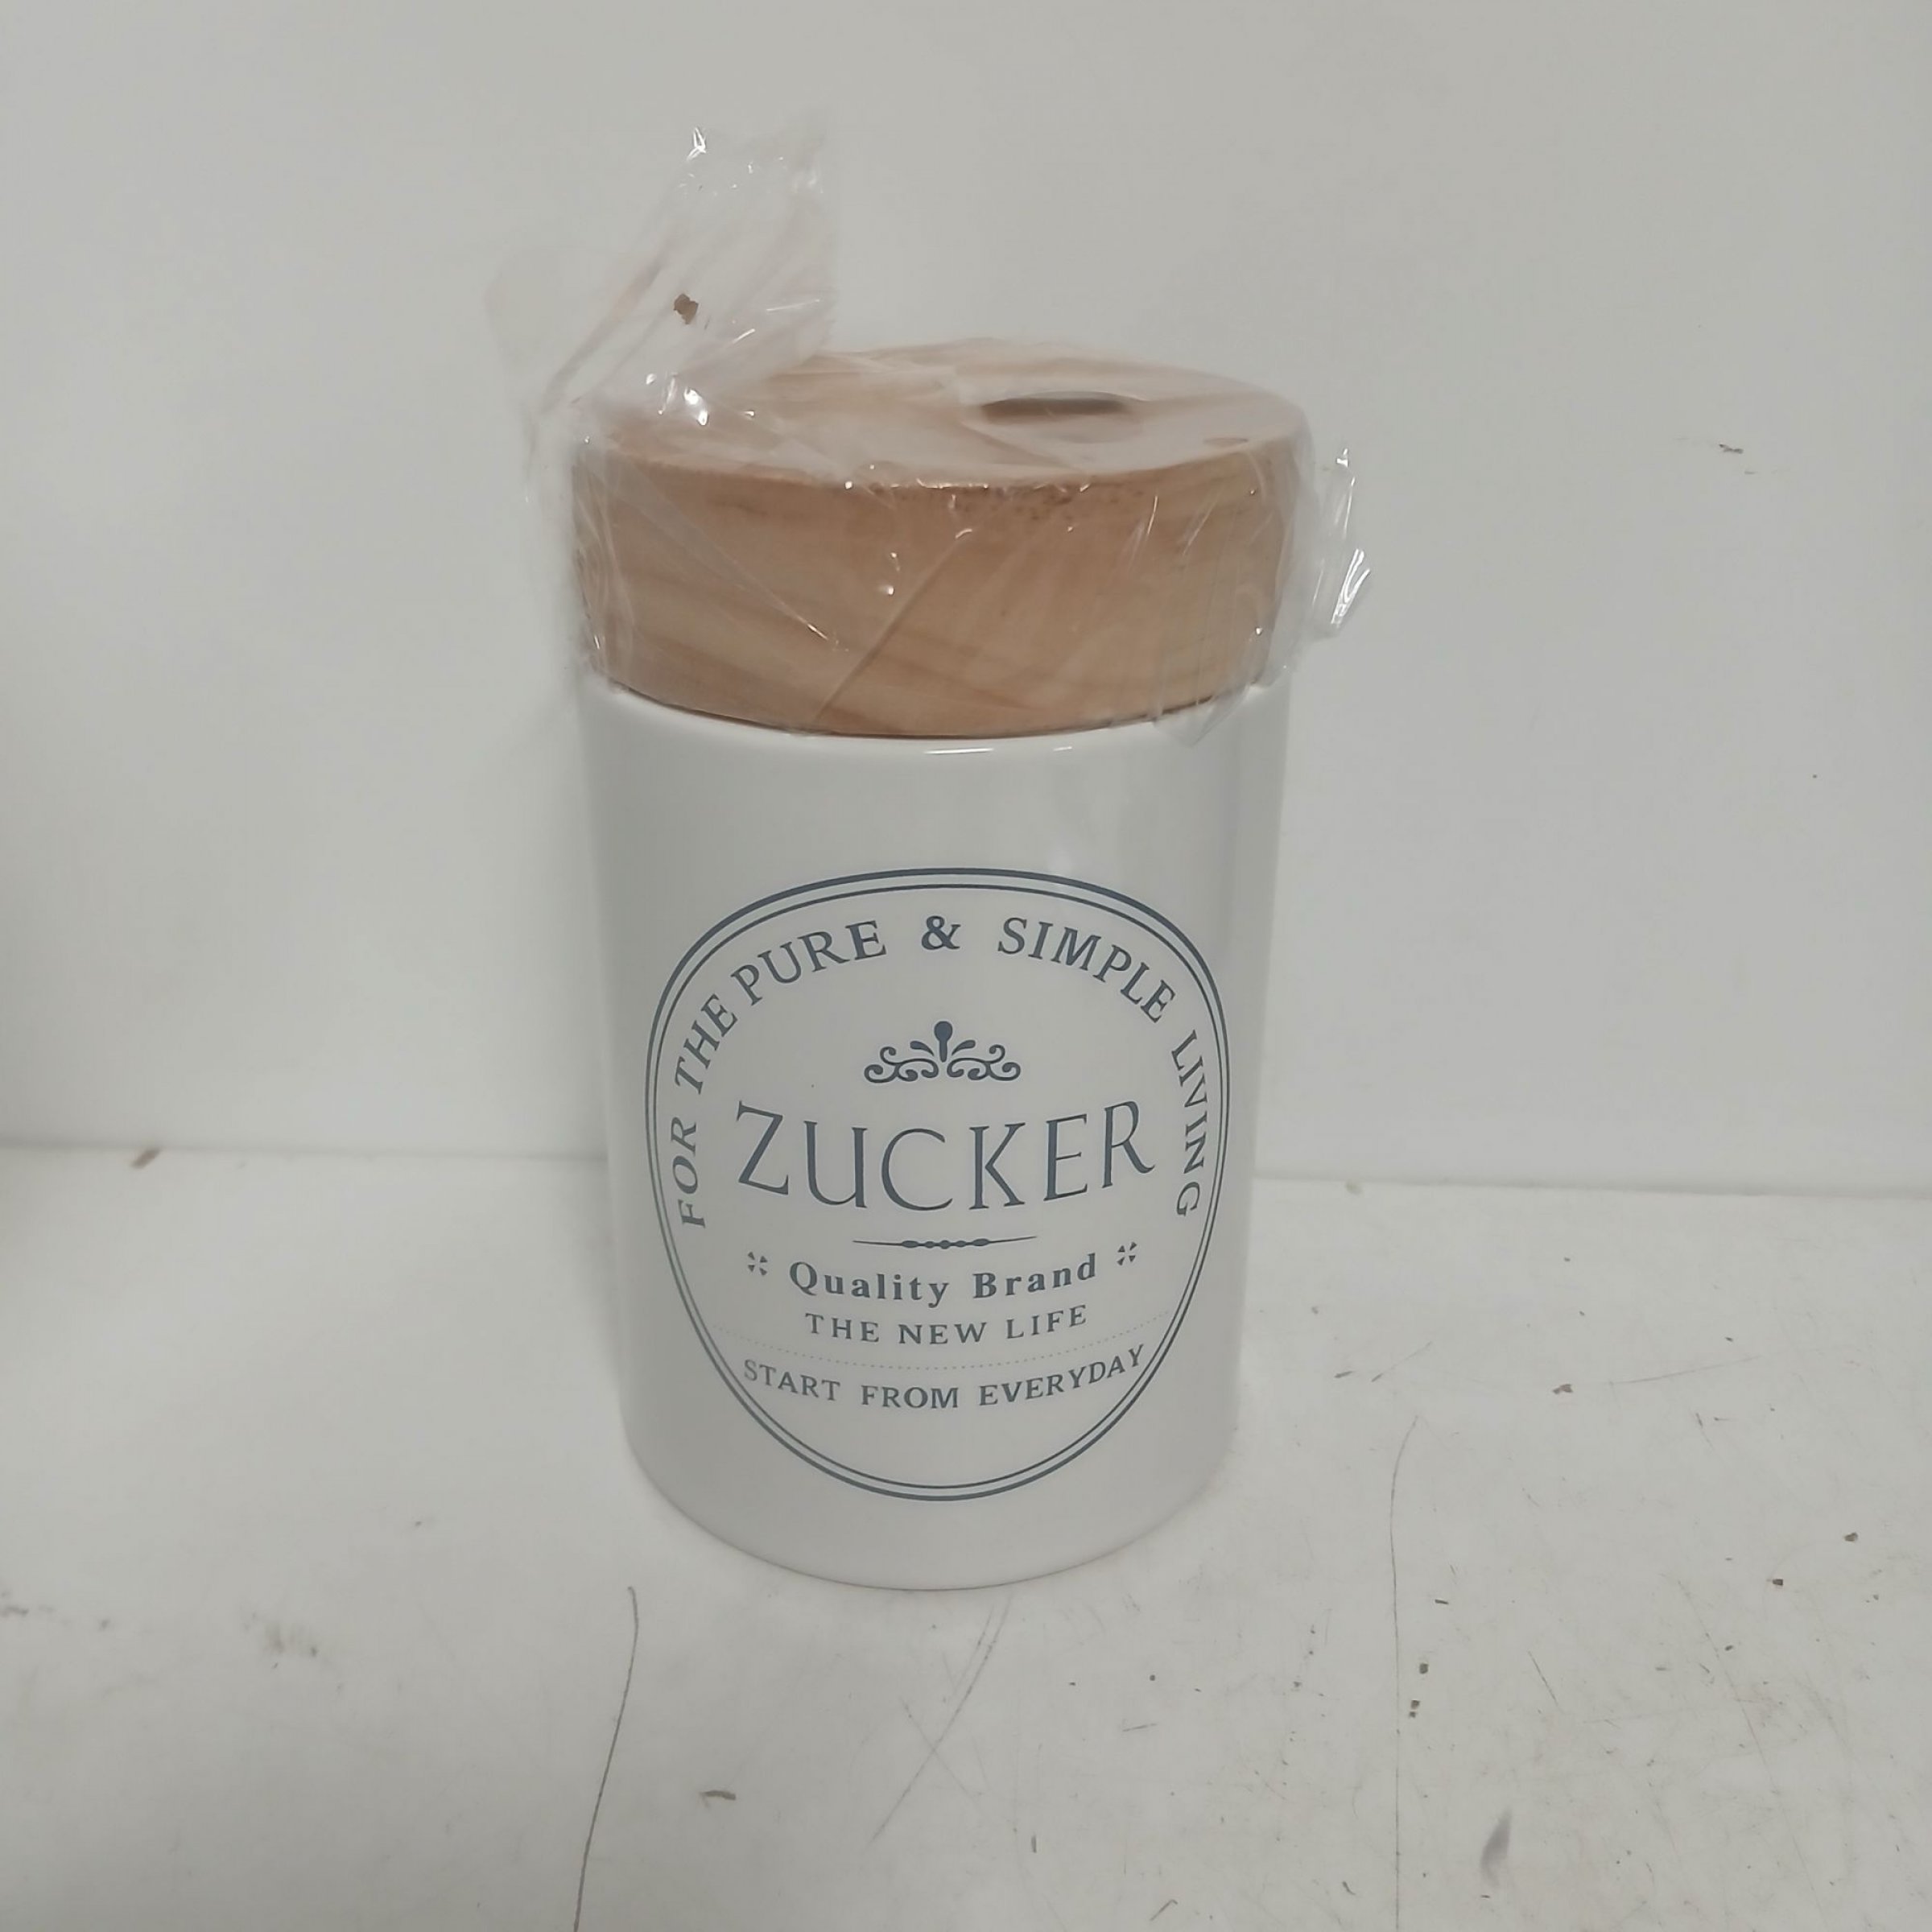 FOR THE PURE & SIMPLE LIVING
ZUCKER
Quality Brand
THE NEW LIFE
START FROM EVERYDAY